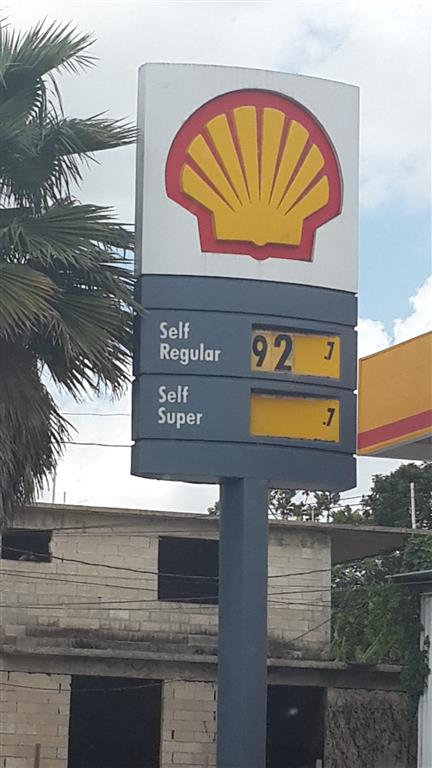 Self
Regular
92 .7
Self
Super
.7